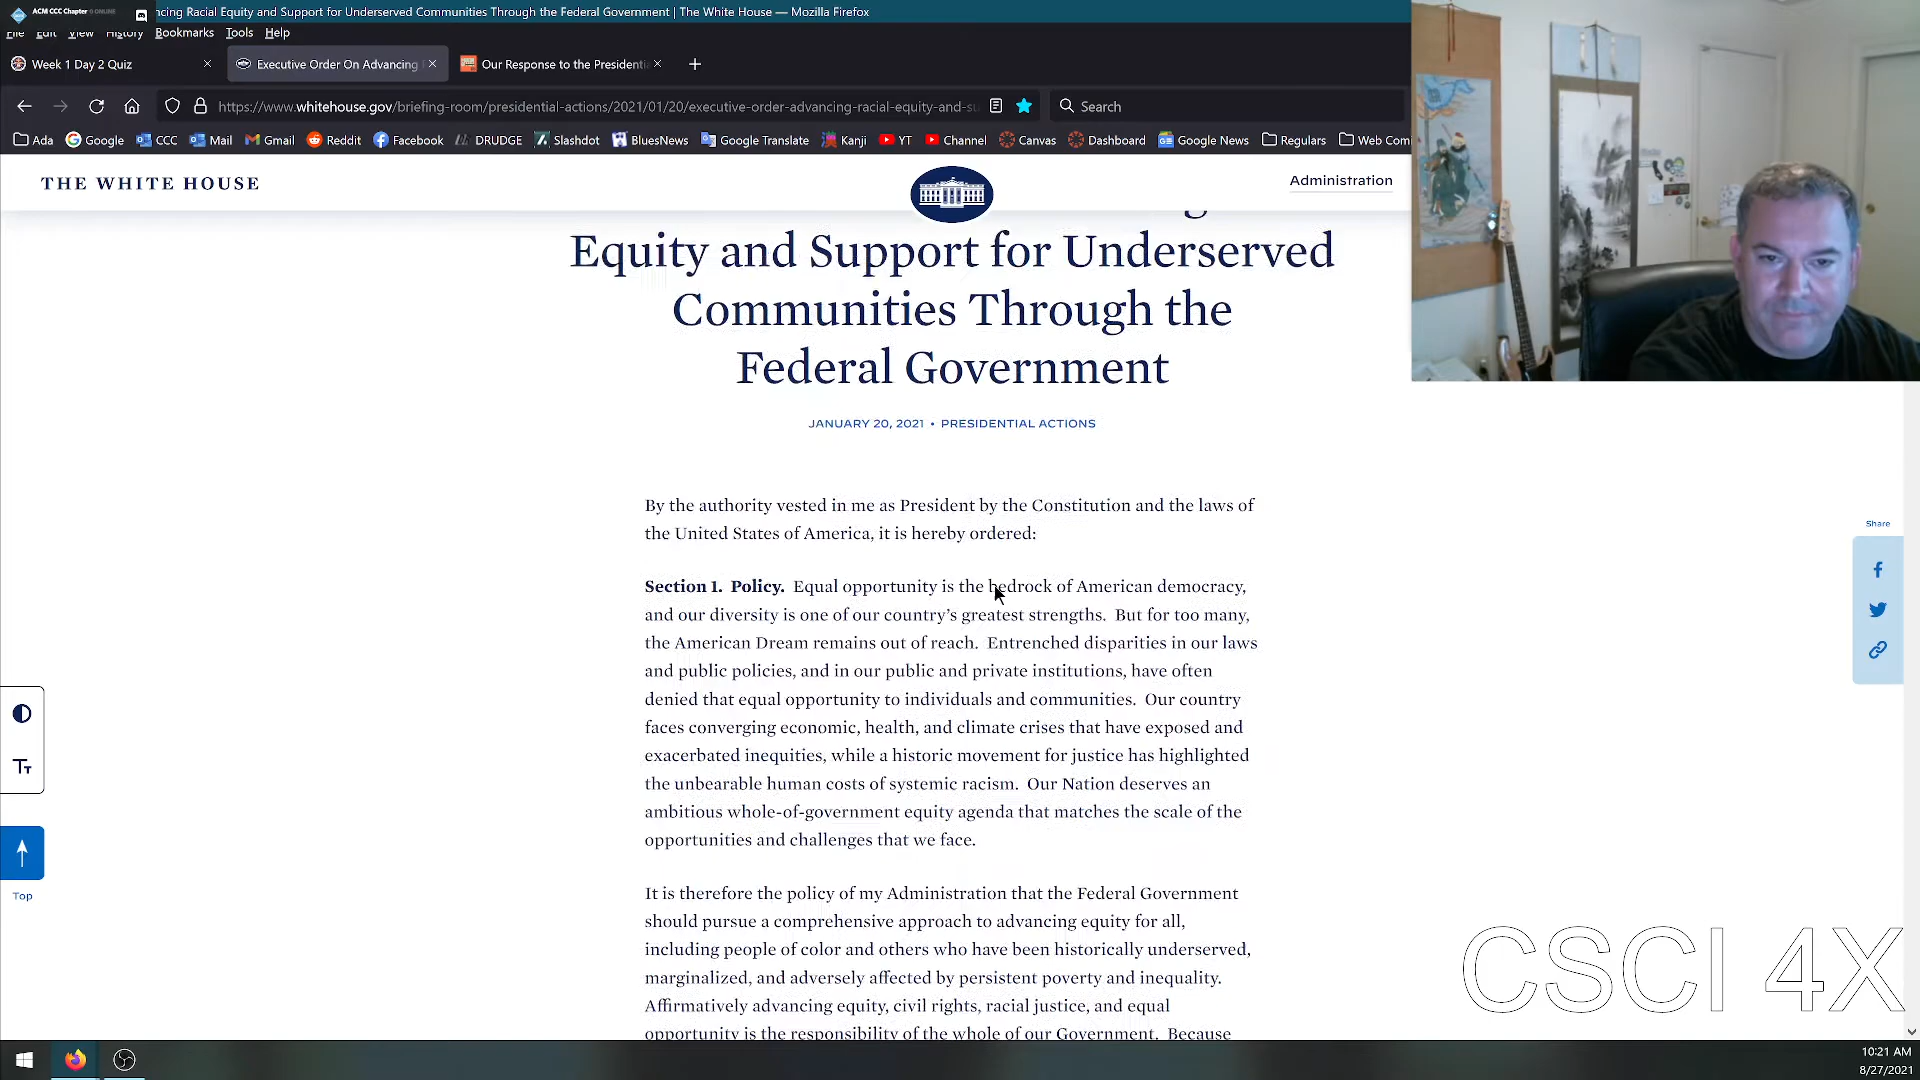 ACM CCC Chapter
ncing Racial Equity and Support for Underserved Communities Through the Federal Government | The White House — Mozilla Firefox
File Edit View History Bookmarks Tools Help
Week 1 Day 2 Quiz
Executive Order On Advancing
Our Response to the Presidenti
https://www.whitehouse.gov/briefing-room/presidential-actions/2021/01/20/executive-order-advancing-racial-equity-and-su
Search
Ada Google CCC Mail Gmail Reddit Facebook DRUDGE Slashdot BluesNews Google Translate Kanji YT Channel Canvas Dashboard Google News Regulars Web Com
THE WHITE HOUSE
Administration
Equity and Support for Underserved
Communities Through the
Federal Government
JANUARY 20, 2021 • PRESIDENTIAL ACTIONS
By the authority vested in me as President by the Constitution and the laws of
the United States of America, it is hereby ordered:
Section 1. Policy. Equal opportunity is the bedrock of American democracy,
and our diversity is one of our country’s greatest strengths. But for too many,
the American Dream remains out of reach. Entrenched disparities in our laws
and public policies, and in our public and private institutions, have often
denied that equal opportunity to individuals and communities. Our country
faces converging economic, health, and climate crises that have exposed and
exacerbated inequities, while a historic movement for justice has highlighted
the unbearable human costs of systemic racism. Our Nation deserves an
ambitious whole-of-government equity agenda that matches the scale of the
opportunities and challenges that we face.
It is therefore the policy of my Administration that the Federal Government
should pursue a comprehensive approach to advancing equity for all,
including people of color and others who have been historically underserved,
marginalized, and adversely affected by persistent poverty and inequality.
Affirmatively advancing equity, civil rights, racial justice, and equal
opportunity is the responsibility of the whole of our Government. Because
Share
Tт
Top
CSCI 4X
10:21 AM
8/27/2021